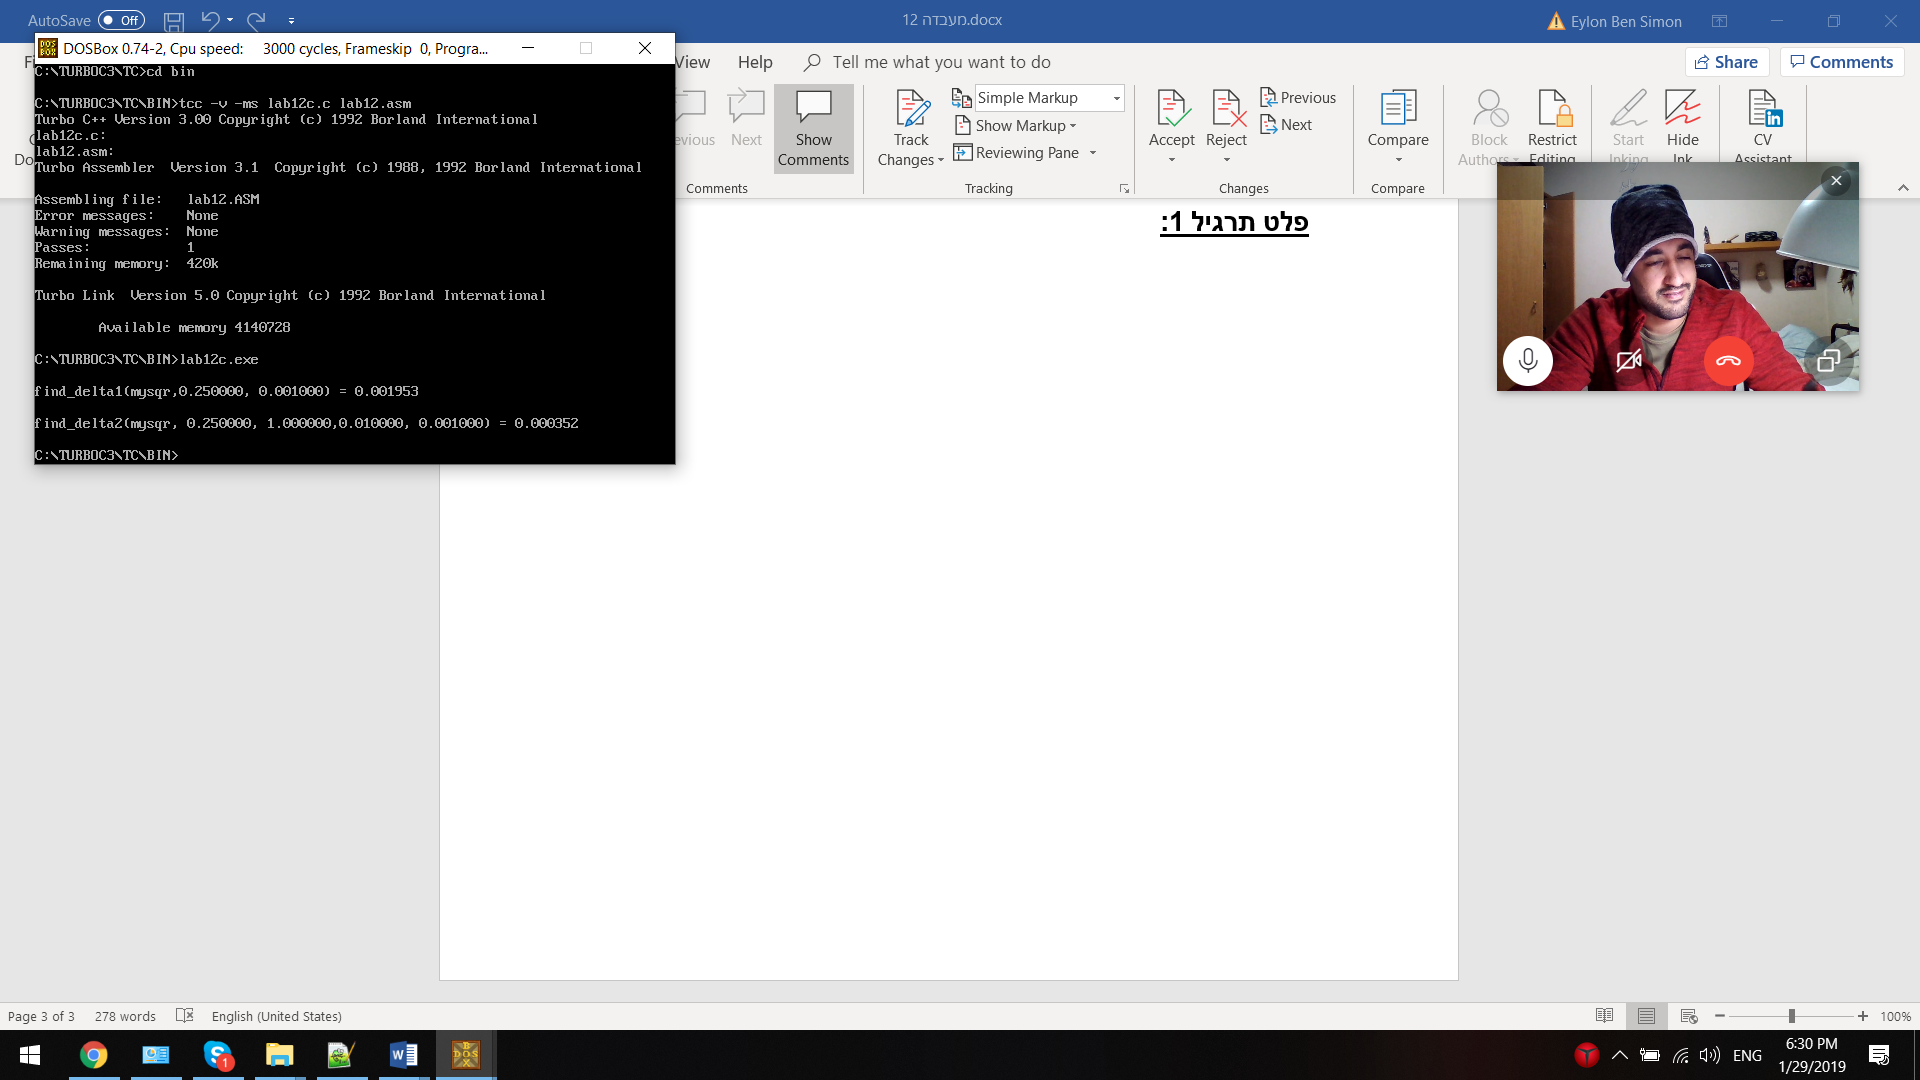 AutoSave Off
מעבדה 12.docx
Eylon Ben Simon
DOSBox 0.74-2, Cpu speed: 3000 cycles, Frameskip 0, Progra...
View Help Tell me what you want to do
Share Comments
C:\TURBOC3\TC>cd bin
C:\TURBOC3\TC\BIN>tcc -v -ms lab12c.c lab12.asm
Turbo C++ Version 3.00 Copyright (c) 1992 Borland International
lab12c.c:
lab12.asm:
Turbo Assembler Version 3.1 Copyright (c) 1988, 1992 Borland International
Assembling file: lab12.ASM
Error messages: None
Warning messages: None
Passes: 1
Remaining memory: 420k
Turbo Link Version 5.0 Copyright (c) 1992 Borland International
Available memory 4140728
C:\TURBOC3\TC\BIN>lab12c.exe
find_delta1(mysqr,0.250000, 0.001000) = 0.001953
find_delta2(mysqr, 0.250000, 1.000000,0.010000, 0.001000) = 0.000352
C:\TURBOC3\TC\BIN>
Next
Show
Comments
Comments
Track
Changes
Simple Markup
Show Markup
Reviewing Pane
Tracking
Accept
Reject
Previous
Next
Changes
Compare
Compare
Block
Authors
Restrict
Editing
Start
Inking
Hide
Ink
CV
Assistant
in
פלט תרגיל 1:
Page 3 of 3 278 words English (United States) 100%
1
DOS
BOX
ENG
6:30 PM
1/29/2019